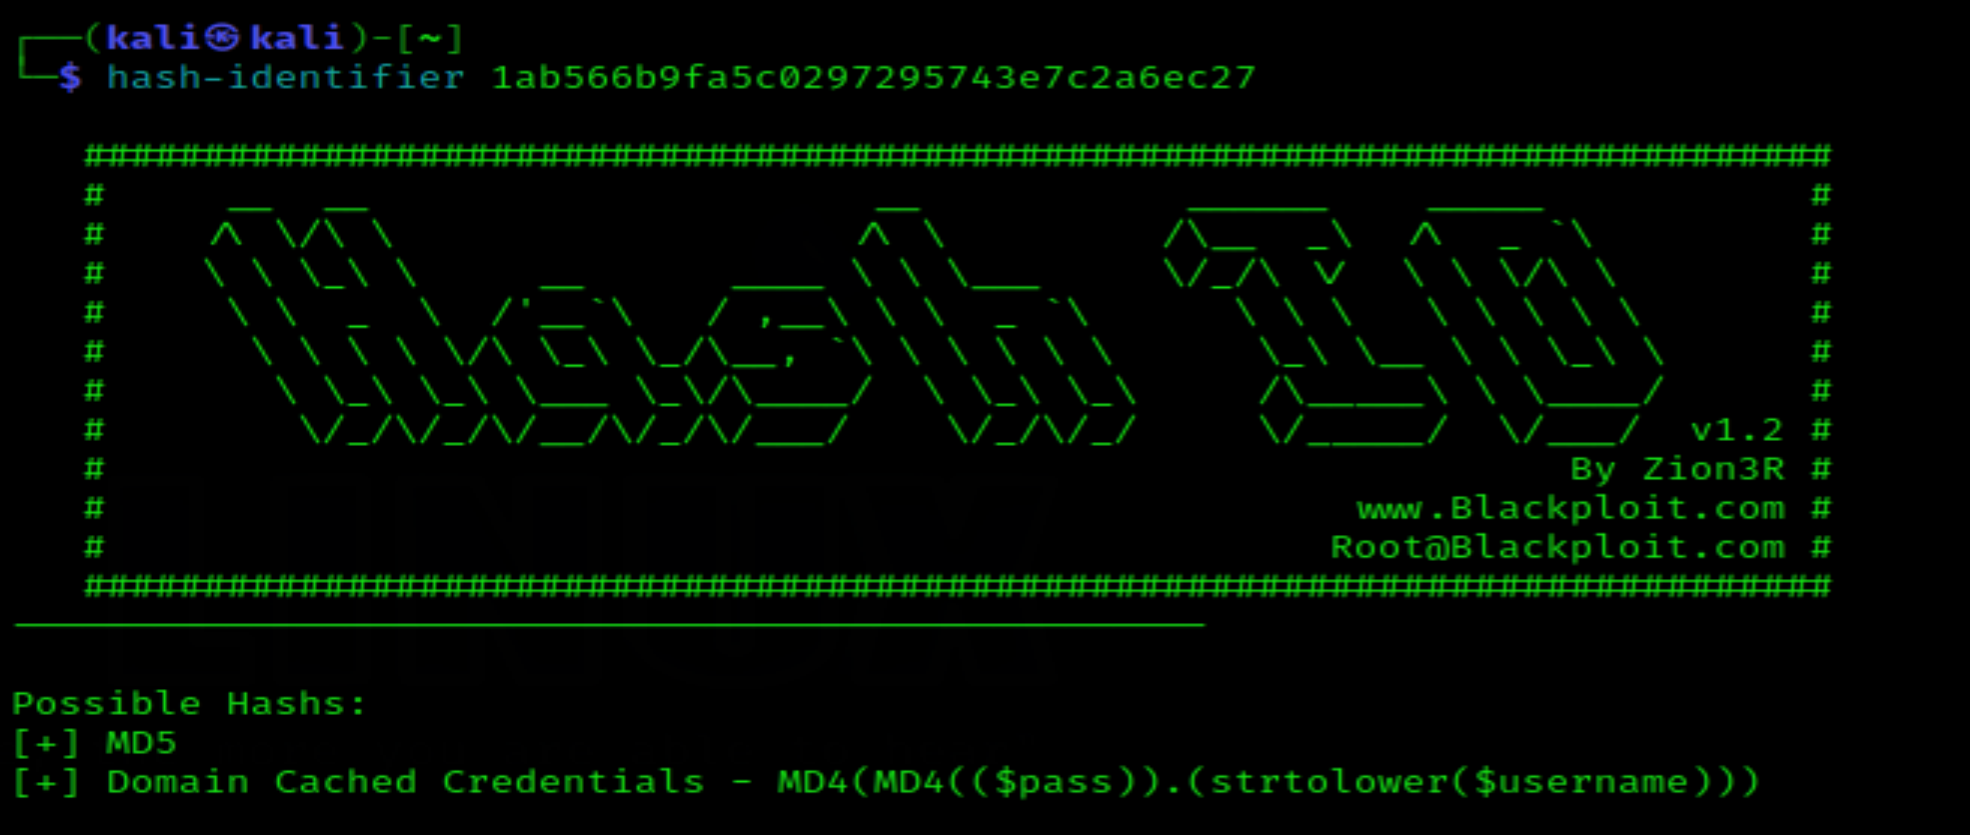 ┌──(kali㉿kali)-[~]
└─$ hash-identifier 1ab566b9fa5c0297295743e7c2a6ec27
#########################################################################
# #
# #
# #
# #
# #
# #
# v1.2 #
# By Zion3R #
# www.Blackploit.com #
# Root@Blackploit.com #
#########################################################################
Possible Hashs:
[+] MD5
[+] Domain Cached Credentials - MD4(MD4(($pass)).(strtolower($username)))